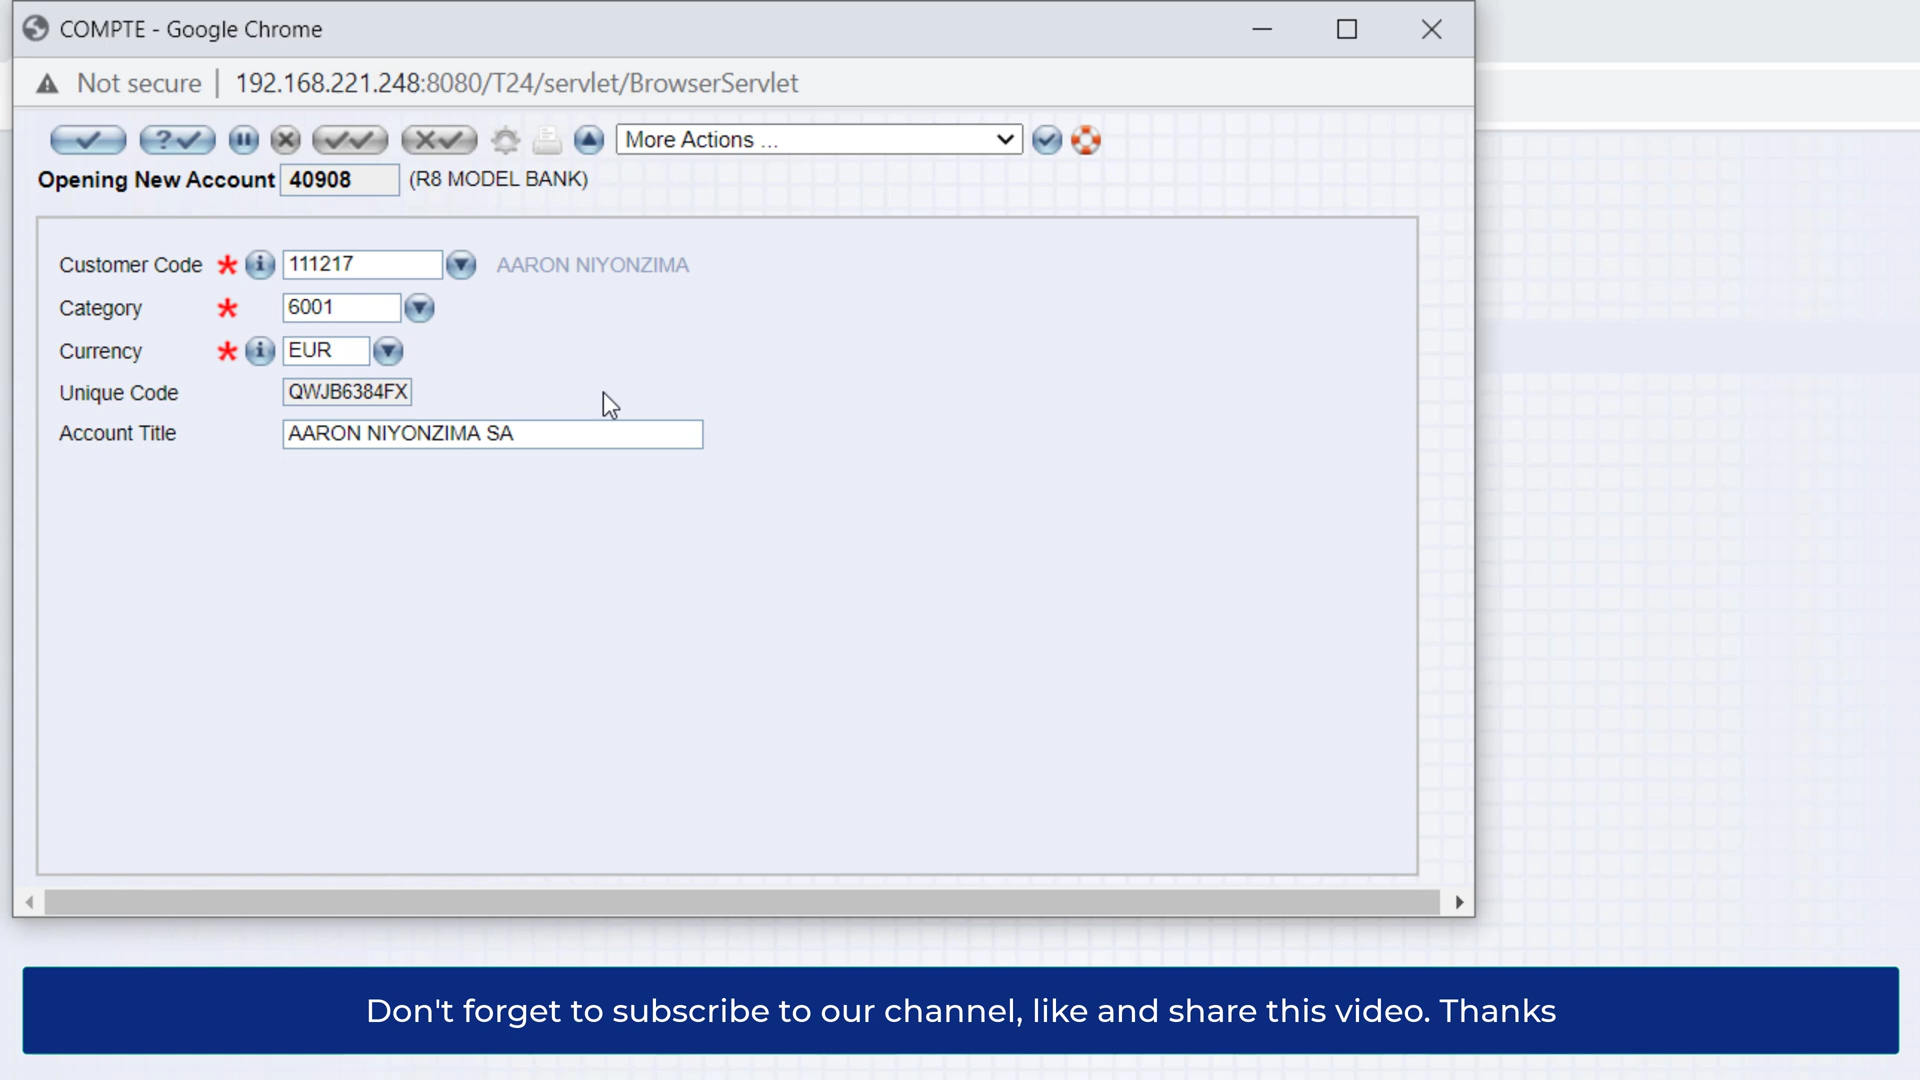 COMPTE - Google Chrome
Not secure | 192.168.221.248:8080/T24/servlet/BrowserServlet
More Actions ...
Opening New Account 40908 (R8 MODEL BANK)
Customer Code * 111217 AARON NIYONZIMA
Category * 6001
Currency * EUR
Unique Code QWJB6384FX
Account Title AARON NIYONZIMA SA
Don't forget to subscribe to our channel, like and share this video. Thanks